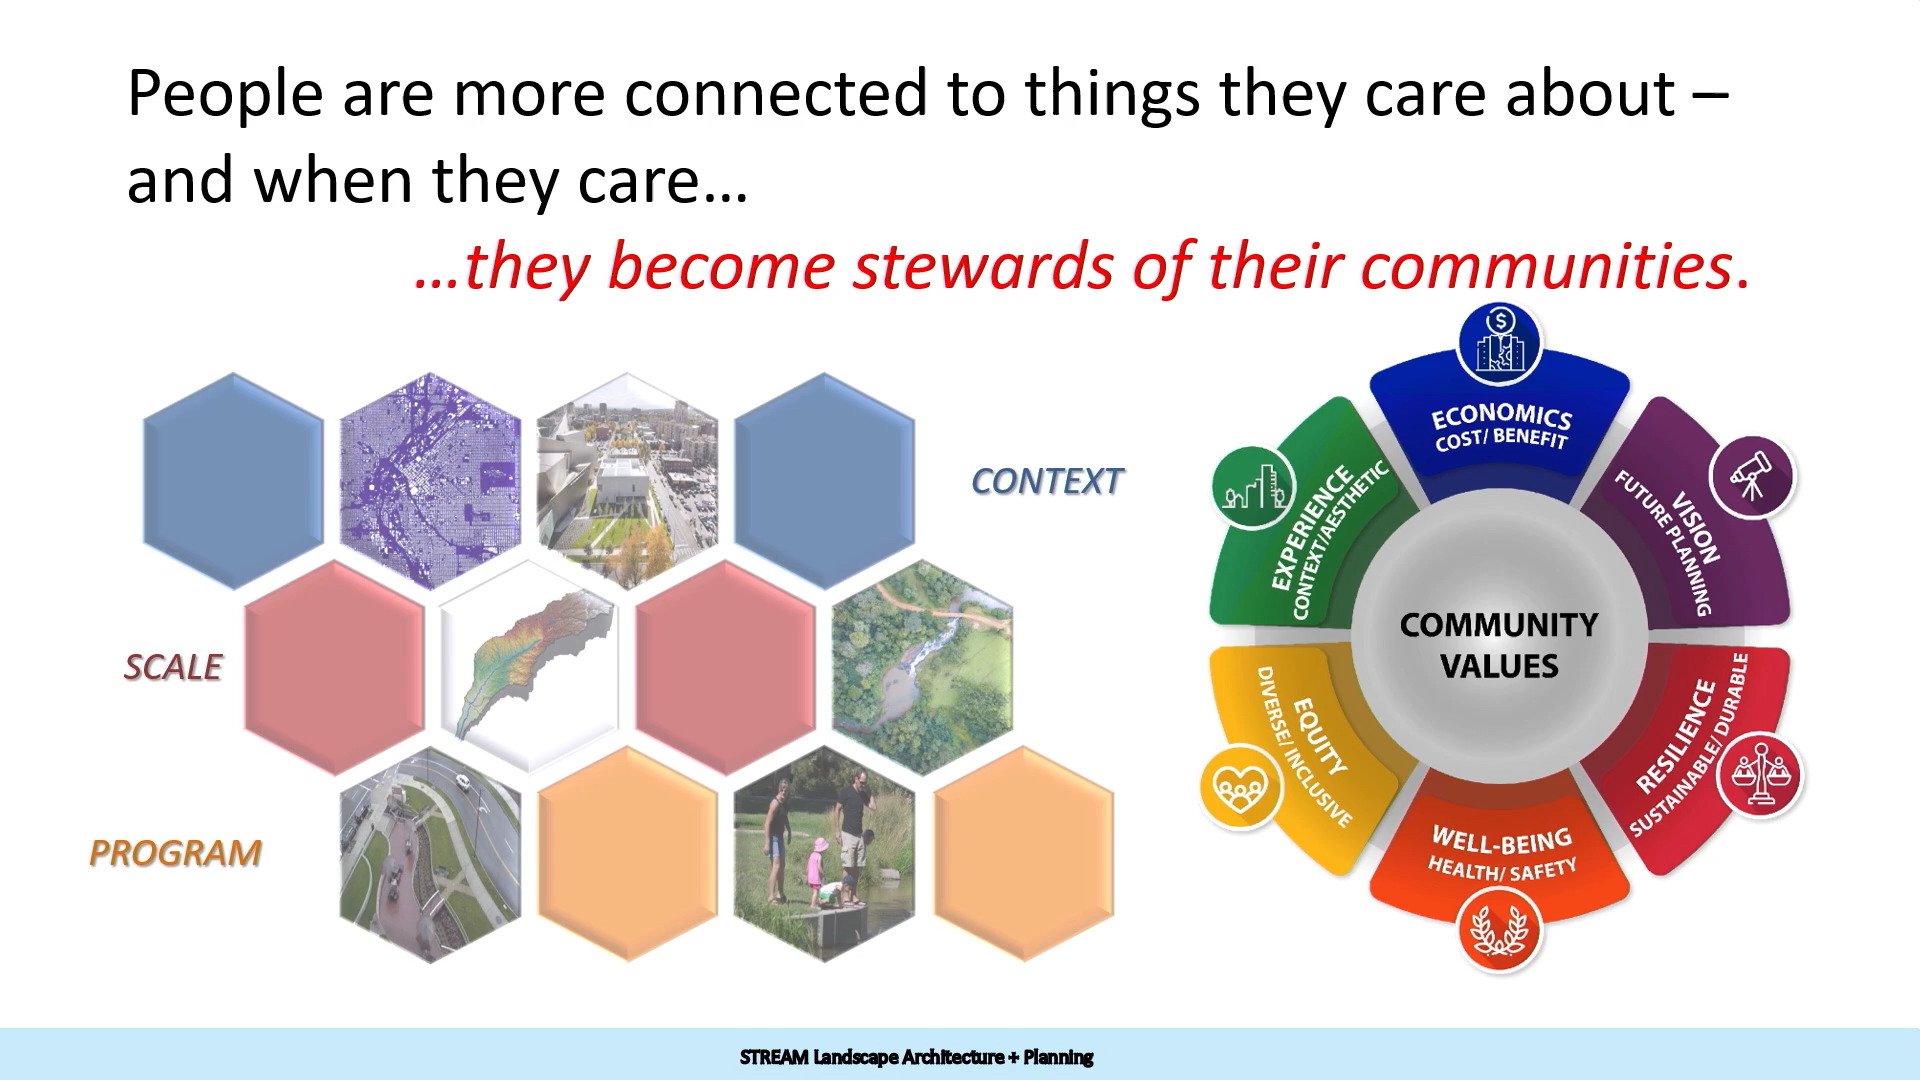 People are more connected to things they care about –
and when they care…
…they become stewards of their communities.
CONTEXT
SCALE
PROGRAM
ECONOMICS
COST/ BENEFIT
VISION
FUTURE PLANNING
RESILIENCE
SUSTAINABLE/ DURABLE
WELL-BEING
HEALTH/ SAFETY
EQUITY
DIVERSE/ INCLUSIVE
EXPERIENCE
CONTEXT/AESTHETIC
COMMUNITY
VALUES
$
STREAM Landscape Architecture + Planning